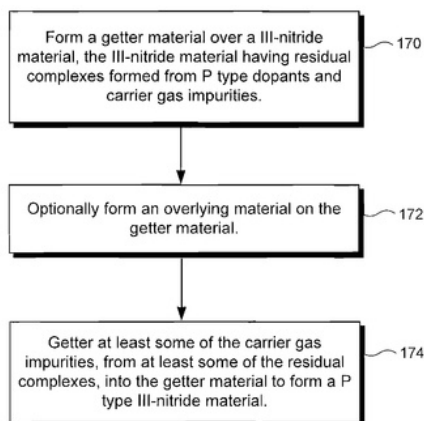 Form a getter material over a III-nitride
material, the III-nitride material having residual
complexes formed from P type dopants and
carrier gas impurities.
170
Optionally form an overlying material on the
getter material.
172
Getter at least some of the carrier gas
impurities, from at least some of the residual
complexes, into the getter material to form a P
type III-nitride material.
174